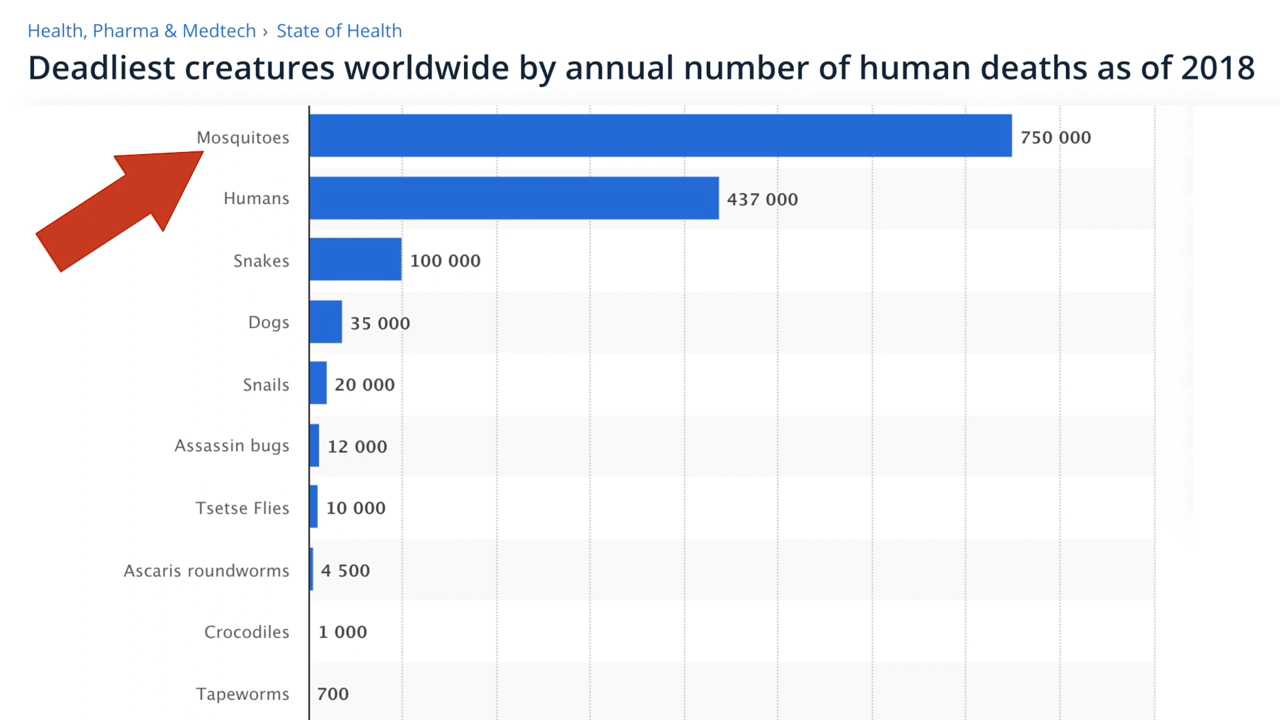 Health, Pharma & Medtech › State of Health
Deadliest creatures worldwide by annual number of human deaths as of 2018
Mosquitoes 750 000
Humans 437 000
Snakes 100 000
Dogs 35 000
Snails 20 000
Assassin bugs 12 000
Tsetse Flies 10 000
Ascaris roundworms 4 500
Crocodiles 1 000
Tapeworms 700